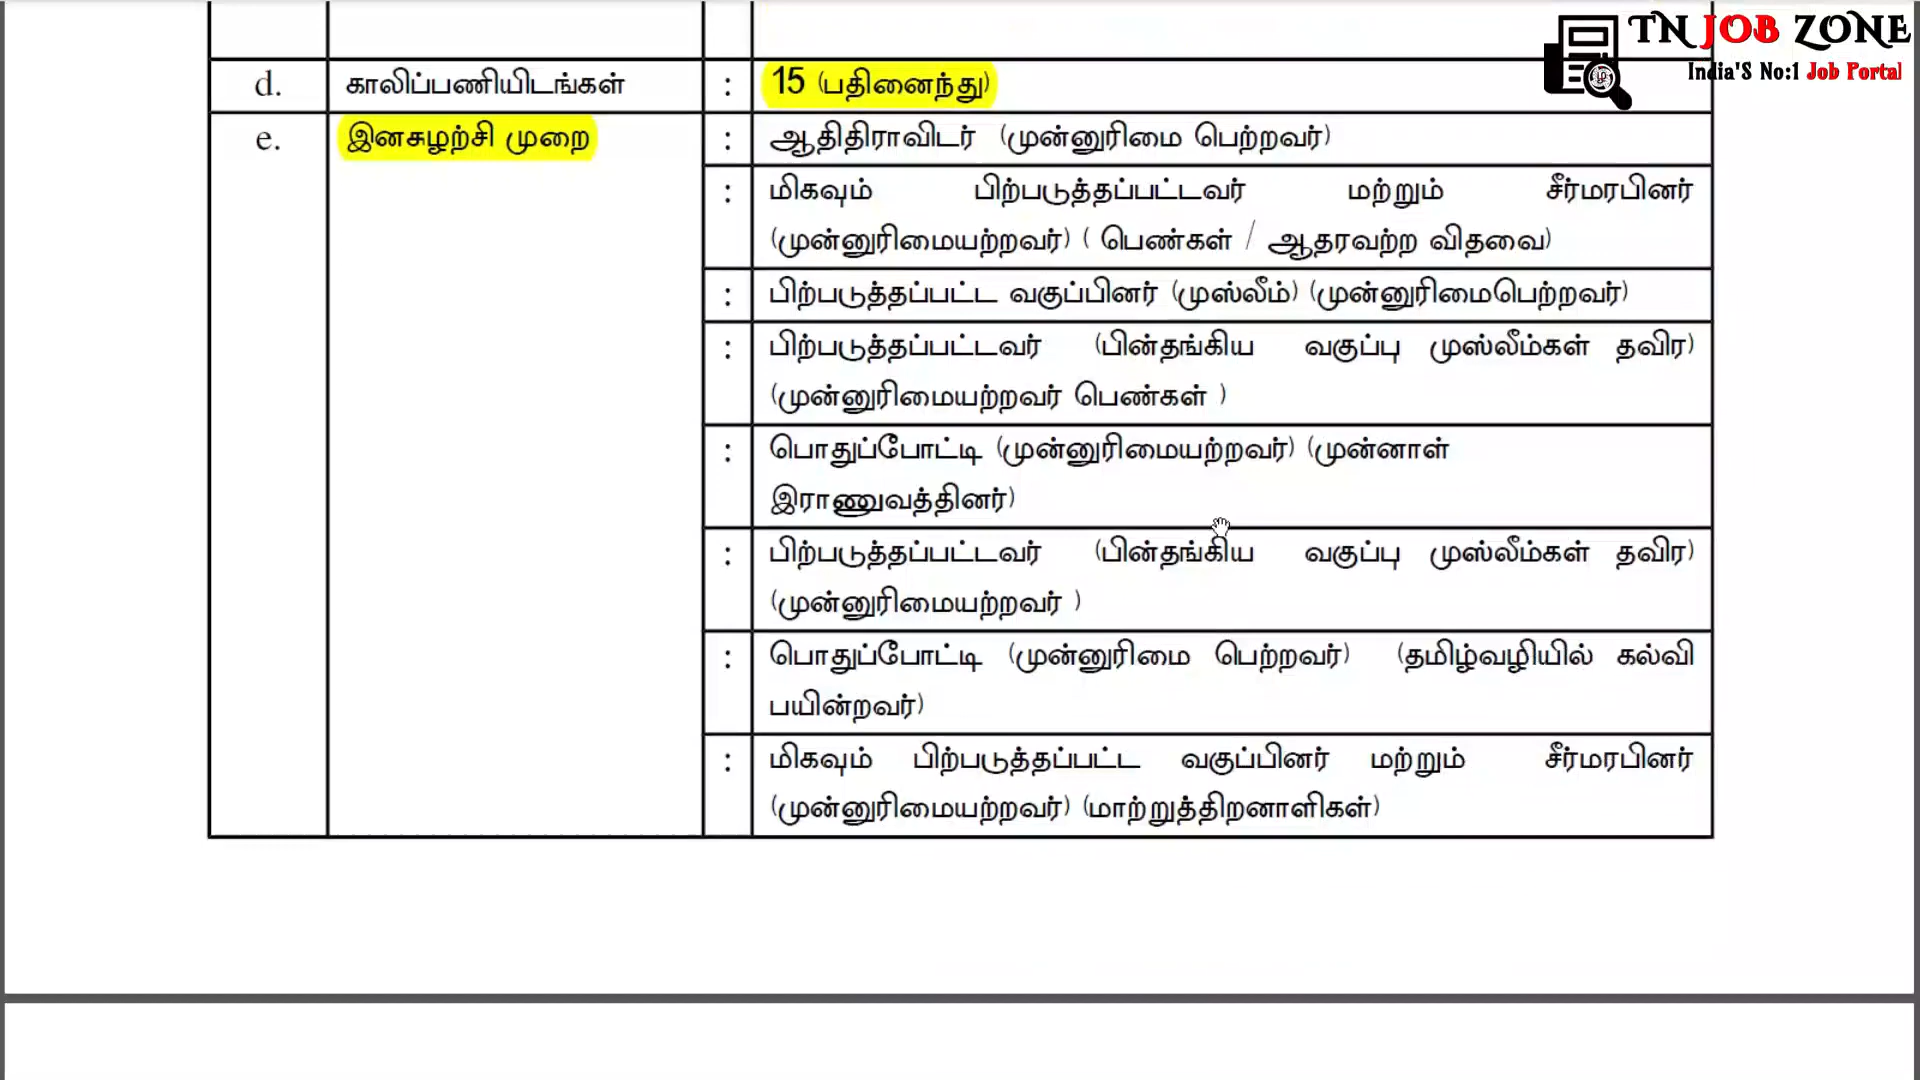 TN JOB ZONE
India'S No:1 Job Portal
d. காலிப்பணியிடங்கள் : 15 (பதினைந்து)
e. இனசுழற்சி முறை : ஆதிதிராவிடர் (முன்னுரிமை பெற்றவர்)
: மிகவும் பிற்படுத்தப்பட்டவர் மற்றும் சீர்மரபினர்
(முன்னுரிமையற்றவர்) ( பெண்கள் / ஆதரவற்ற விதவை)
: பிற்படுத்தப்பட்ட வகுப்பினர் (முஸ்லீம்) (முன்னுரிமைபெற்றவர்)
: பிற்படுத்தப்பட்டவர் (பின்தங்கிய வகுப்பு முஸ்லீம்கள் தவிர)
(முன்னுரிமையற்றவர் பெண்கள் )
: பொதுப்போட்டி (முன்னுரிமையற்றவர்) (முன்னாள்
இராணுவத்தினர்)
: பிற்படுத்தப்பட்டவர் (பின்தங்கிய வகுப்பு முஸ்லீம்கள் தவிர)
(முன்னுரிமையற்றவர் )
: பொதுப்போட்டி (முன்னுரிமை பெற்றவர்) (தமிழ்வழியில் கல்வி
பயின்றவர்)
: மிகவும் பிற்படுத்தப்பட்ட வகுப்பினர் மற்றும் சீர்மரபினர்
(முன்னுரிமையற்றவர்) (மாற்றுத்திறனாளிகள்)